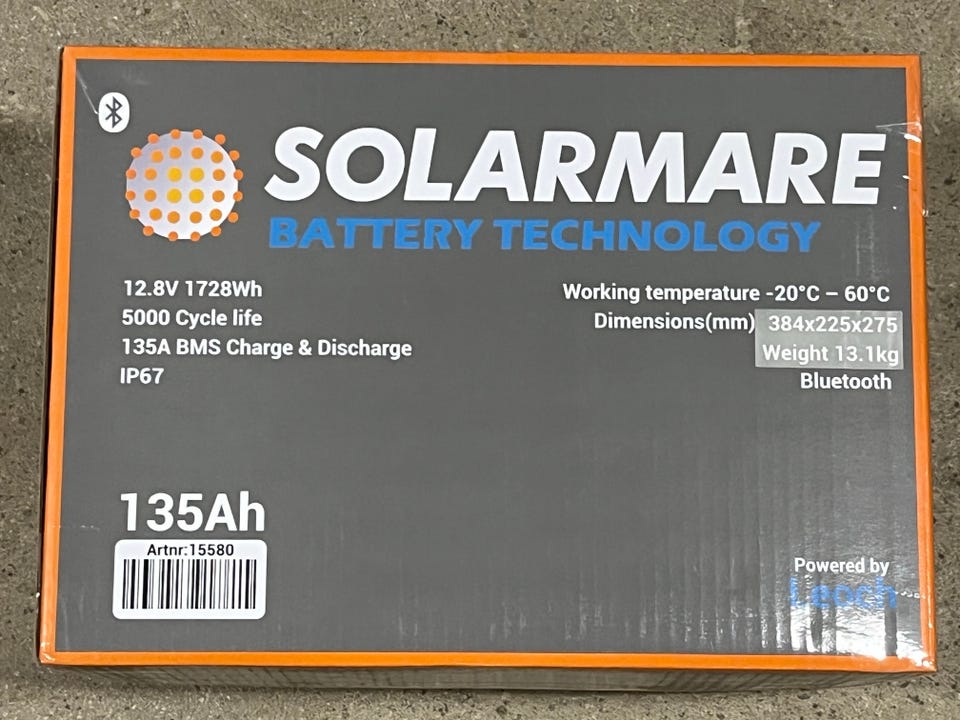 SOLARMARE
BATTERY TECHNOLOGY
12.8V 1728Wh
5000 Cycle life
135A BMS Charge & Discharge
IP67
Working temperature -20°C – 60°C
Dimensions(mm) 384x225x275
Weight 13.1kg
Bluetooth
135Ah
Artnr:15580
Powered by
Leoch